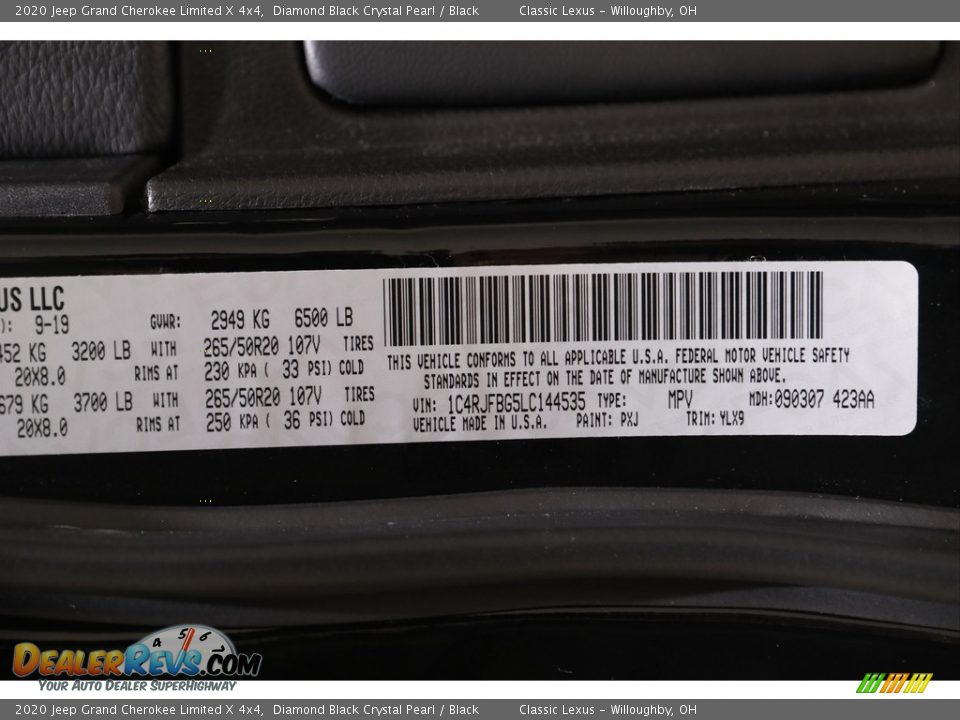 2020 Jeep Grand Cherokee Limited X 4x4, Diamond Black Crystal Pearl / Black Classic Lexus - Willoughby, OH
US LLC
): 9-19 GVWR: 2949 KG 6500 LB
452 KG 3200 LB WITH 265/50R20 107V TIRES
20X8.0 RIMS AT 230 KPA ( 33 PSI) COLD
679 KG 3700 LB WITH 265/50R20 107V TIRES
20X8.0 RIMS AT 250 KPA ( 36 PSI) COLD
THIS VEHICLE CONFORMS TO ALL APPLICABLE U.S.A. FEDERAL MOTOR VEHICLE SAFETY
STANDARDS IN EFFECT ON THE DATE OF MANUFACTURE SHOWN ABOVE.
VIN: 1C4RJFBG5LC144535 TYPE: MPV MDH:090307 423AA
VEHICLE MADE IN U.S.A. PAINT: PXJ TRIM: YLX9
4 5 6 7
DEALERREVS.COM
YOUR AUTO DEALER SUPERHIGHWAY
2020 Jeep Grand Cherokee Limited X 4x4, Diamond Black Crystal Pearl / Black Classic Lexus - Willoughby, OH